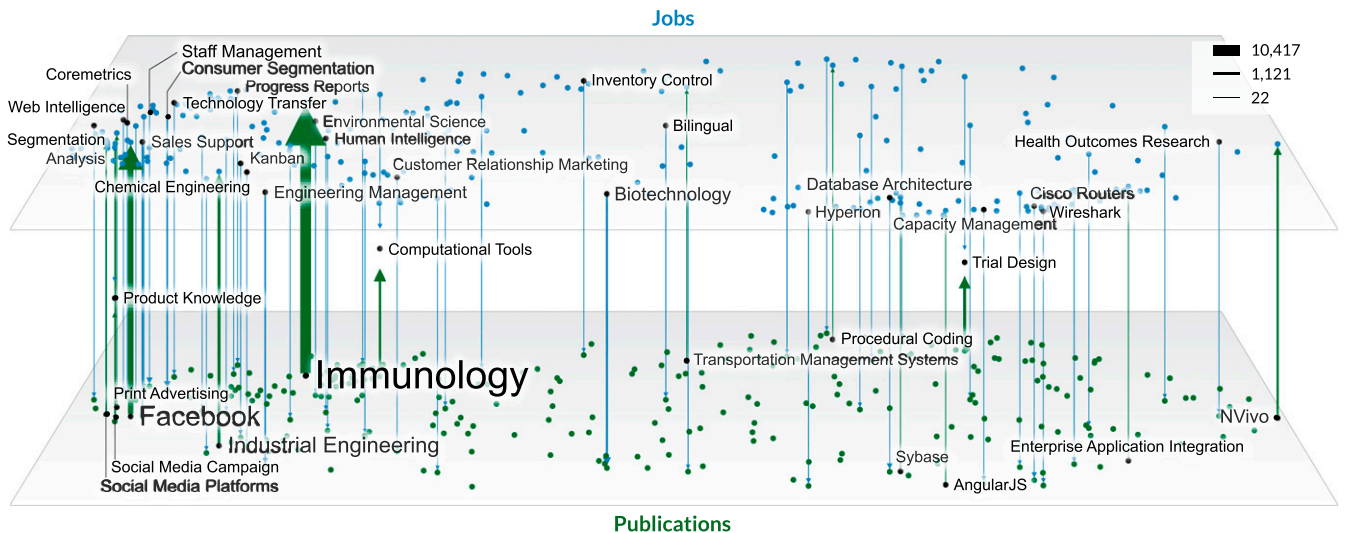 Jobs
10,417
1,121
22
Staff Management
Consumer Segmentation
Coremetrics
Progress Reports
Inventory Control
Web Intelligence
Technology Transfer
Environmental Science
Bilingual
Segmentation
Analysis
Sales Support
Human Intelligence
Health Outcomes Research
Kanban
Customer Relationship Marketing
Chemical Engineering
Engineering Management
Biotechnology
Database Architecture
Cisco Routers
Hyperion
Wireshark
Capacity Management
Computational Tools
Trial Design
Product Knowledge
Procedural Coding
Transportation Management Systems
Immunology
Print Advertising
Facebook
NVivo
Industrial Engineering
Enterprise Application Integration
Sybase
Social Media Campaign
Social Media Platforms
AngularJS
Publications